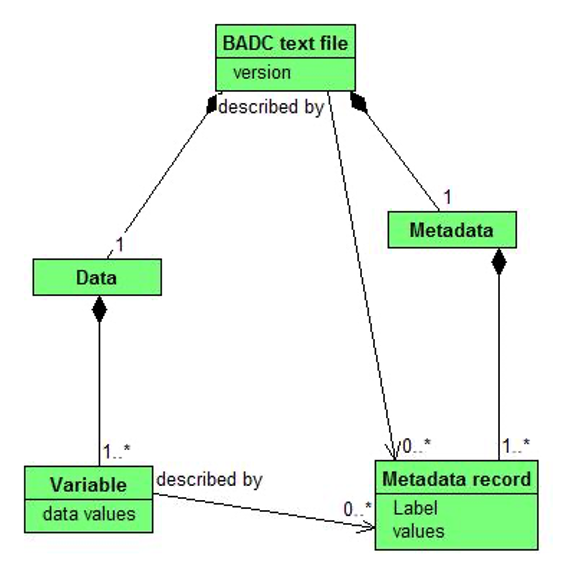 BADC text file
version
described by
1
Metadata
1
Data
0..*
1..*
1..*
Variable
data values
described by
0..*
Metadata record
Label
values